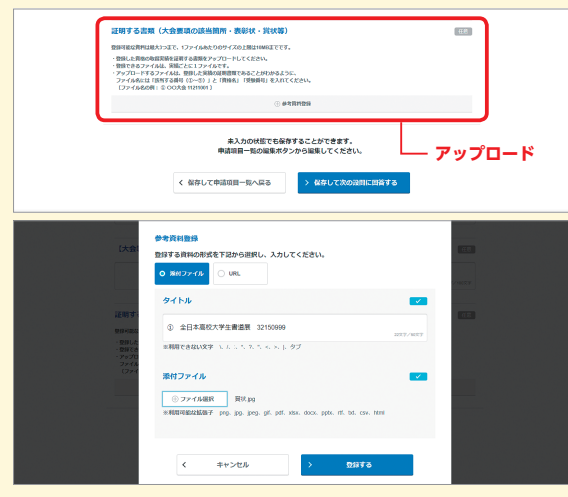 証明する書類（大会要項の該当箇所・表彰状・賞状等）
任意
登録可能な資料は最大5つまで、1ファイルあたりのサイズの上限は10MBまでです。
・登録した資格の取得実績を証明する書類をアップロードしてください。
・登録できるファイルは、実績ごとに1ファイルです。
・アップロードするファイルは、登録した実績の証明書類であることがわかるように、
ファイル名には「該当する番号（①～⑤）」と「資格名」「受験番号」を入れてください。
［ファイル名の例： ① ○○大会 11211001 ］
参考資料登録
未入力の状態でも保存することができます。
申請項目一覧の編集ボタンから編集してください。
アップロード
保存して申請項目一覧へ戻る
保存して次の設問に回答する
参考資料登録
登録する資料の形式を下記から選択し、入力してください。
添付ファイル
URL
タイトル
① 全日本高校大学生書道展 32150999
添付ファイル
ファイル選択 賞状.jpg
※利用可能な拡張子 png, jpg, jpeg, gif, pdf, xlsx, docx, pptx, rtf, txt, csv, html
キャンセル
登録する